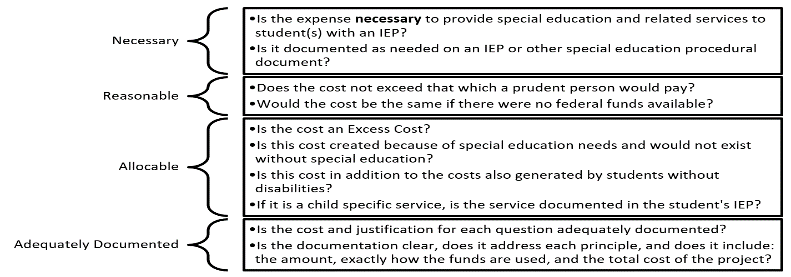 Necessary
•Is the expense necessary to provide special education and related services to
student(s) with an IEP?
•Is it documented as needed on an IEP or other special education procedural
document?
Reasonable
•Does the cost not exceed that which a prudent person would pay?
•Would the cost be the same if there were no federal funds available?
Allocable
•Is the cost an Excess Cost?
•Is this cost created because of special education needs and would not exist
without special education?
•Is this cost in addition to the costs also generated by students without
disabilities?
•If it is a child specific service, is the service documented in the student's IEP?
Adequately Documented
•Is the cost and justification for each question adequately documented?
•Is the documentation clear, does it address each principle, and does it include:
the amount, exactly how the funds are used, and the total cost of the project?